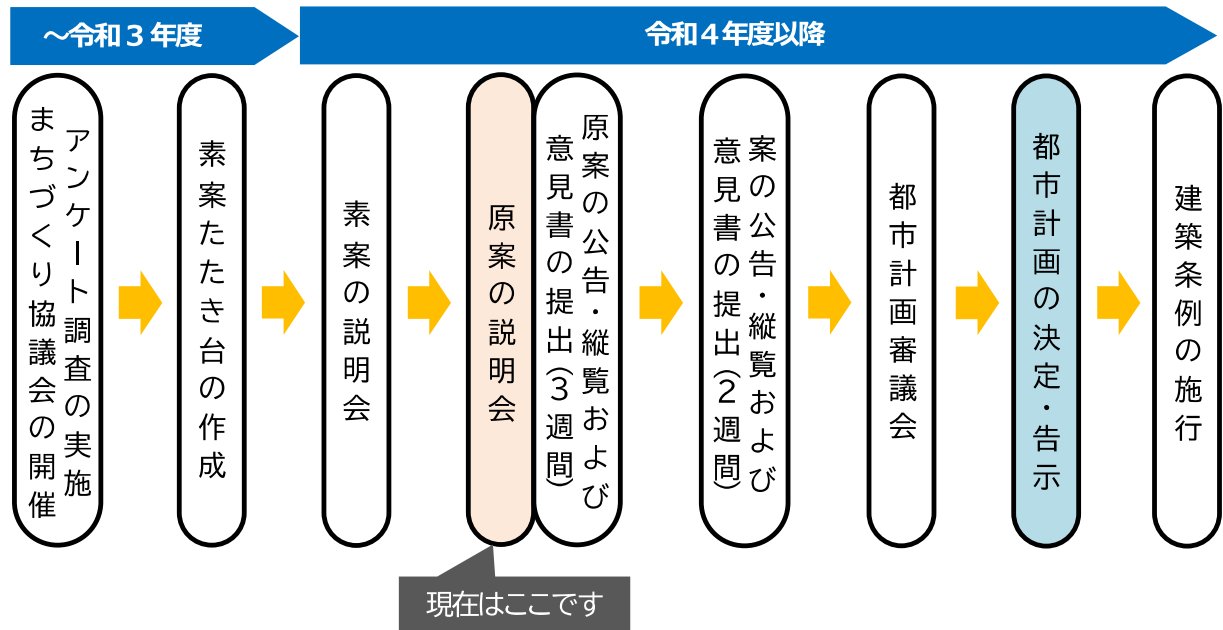 ～令和３年度
令和４年度以降
アンケート調査の実施
まちづくり協議会の開催
素案たたき台の作成
素案の説明会
原案の説明会
原案の公告・縦覧および
意見書の提出（３週間）
案の公告・縦覧および
意見書の提出（２週間）
都市計画審議会
都市計画の決定・告示
建築条例の施行
現在はここです